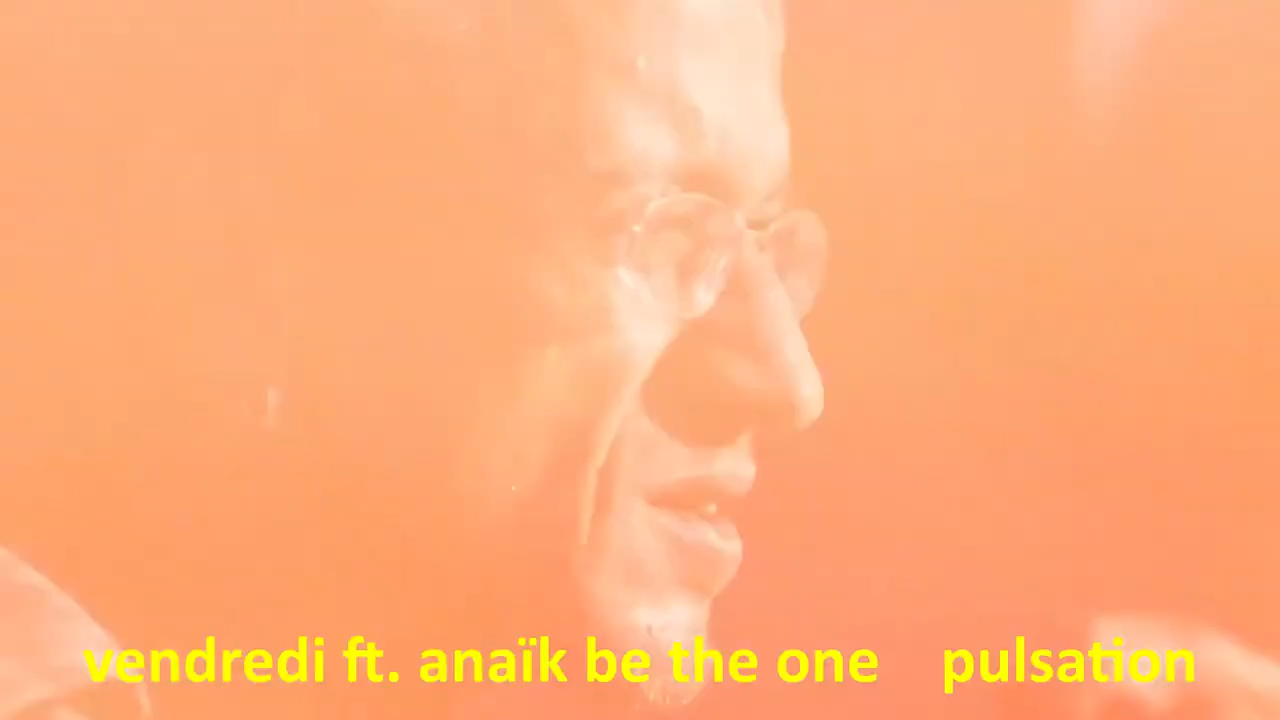 vendredi ft. anaïk be the one pulsation